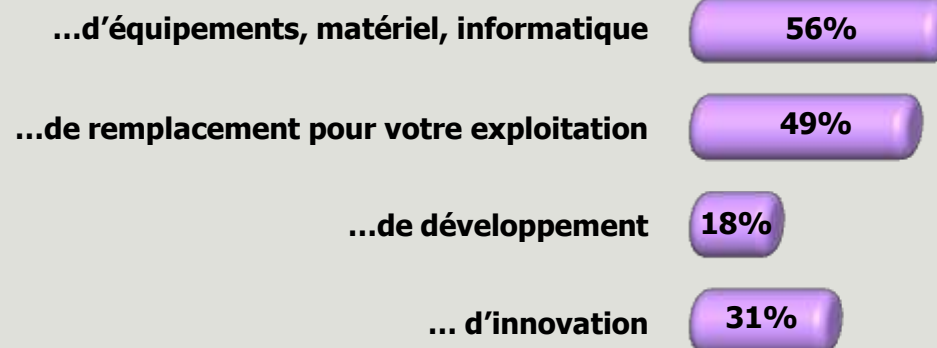 …d’équipements, matériel, informatique 56%
…de remplacement pour votre exploitation 49%
…de développement 18%
… d’innovation 31%